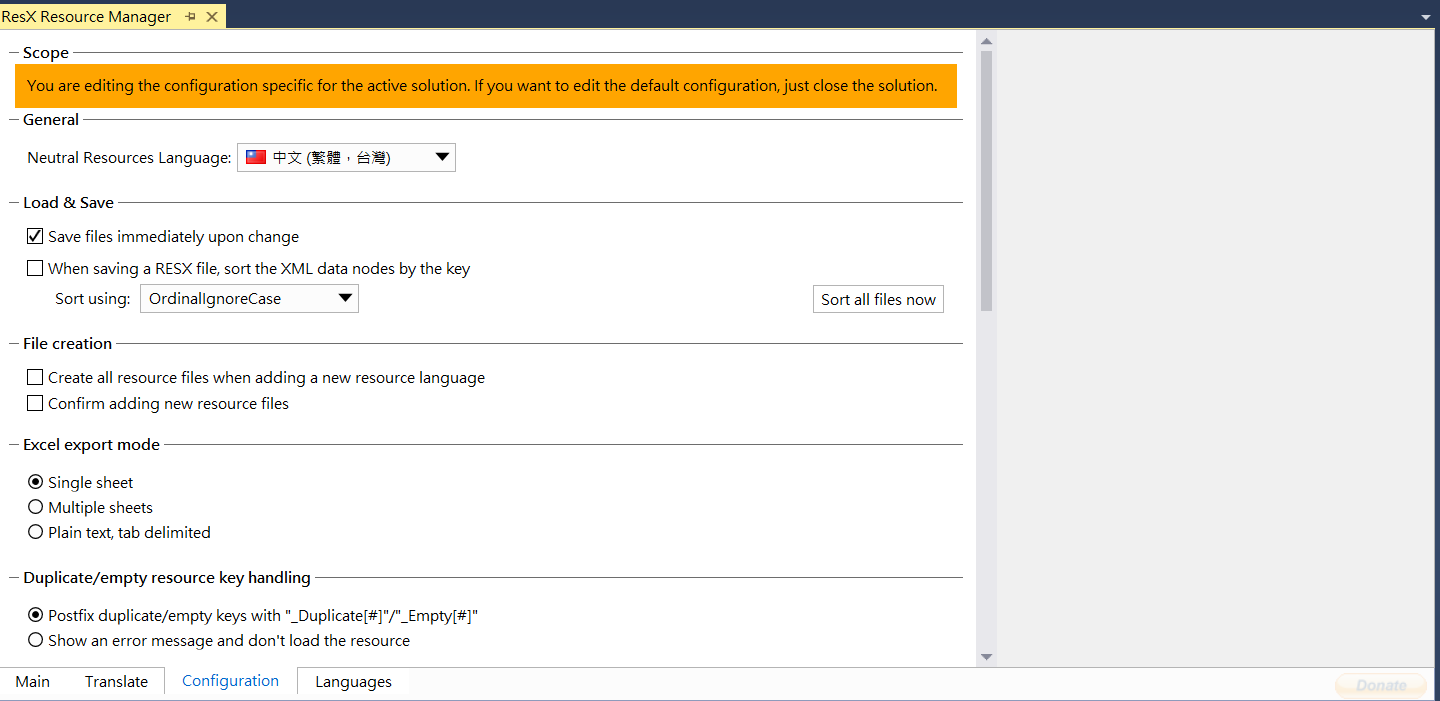 ResX Resource Manager
Scope
You are editing the configuration specific for the active solution. If you want to edit the default configuration, just close the solution.
General
Neutral Resources Language: 中文 (繁體，台灣)
Load & Save
Save files immediately upon change
When saving a RESX file, sort the XML data nodes by the key
Sort using: OrdinalIgnoreCase Sort all files now
File creation
Create all resource files when adding a new resource language
Confirm adding new resource files
Excel export mode
Single sheet
Multiple sheets
Plain text, tab delimited
Duplicate/empty resource key handling
Postfix duplicate/empty keys with "_Duplicate[#]"/"_Empty[#]"
Show an error message and don't load the resource
Main Translate Configuration Languages Donate